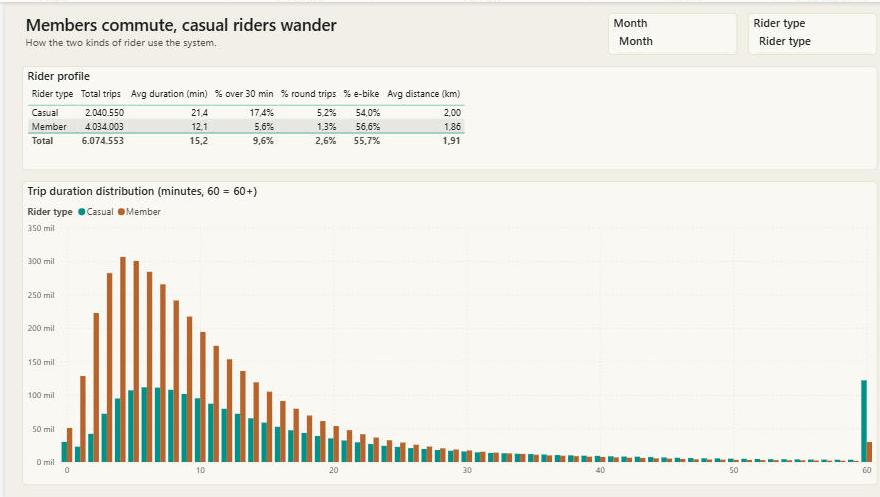 Members commute, casual riders wander
How the two kinds of rider use the system.
Month
Month
Rider type
Rider type
Rider profile
Rider type Total trips Avg duration (min) % over 30 min % round trips % e-bike Avg distance (km)
Casual 2.040.550 21,4 17,4% 5,2% 54,0% 2,00
Member 4.034.003 12,1 5,6% 1,3% 56,6% 1,86
Total 6.074.553 15,2 9,6% 2,6% 55,7% 1,91
Trip duration distribution (minutes, 60 = 60+)
Rider type Casual Member
350 mil
300 mil
250 mil
200 mil
150 mil
100 mil
50 mil
0 mil
0 10 20 30 40 50 60